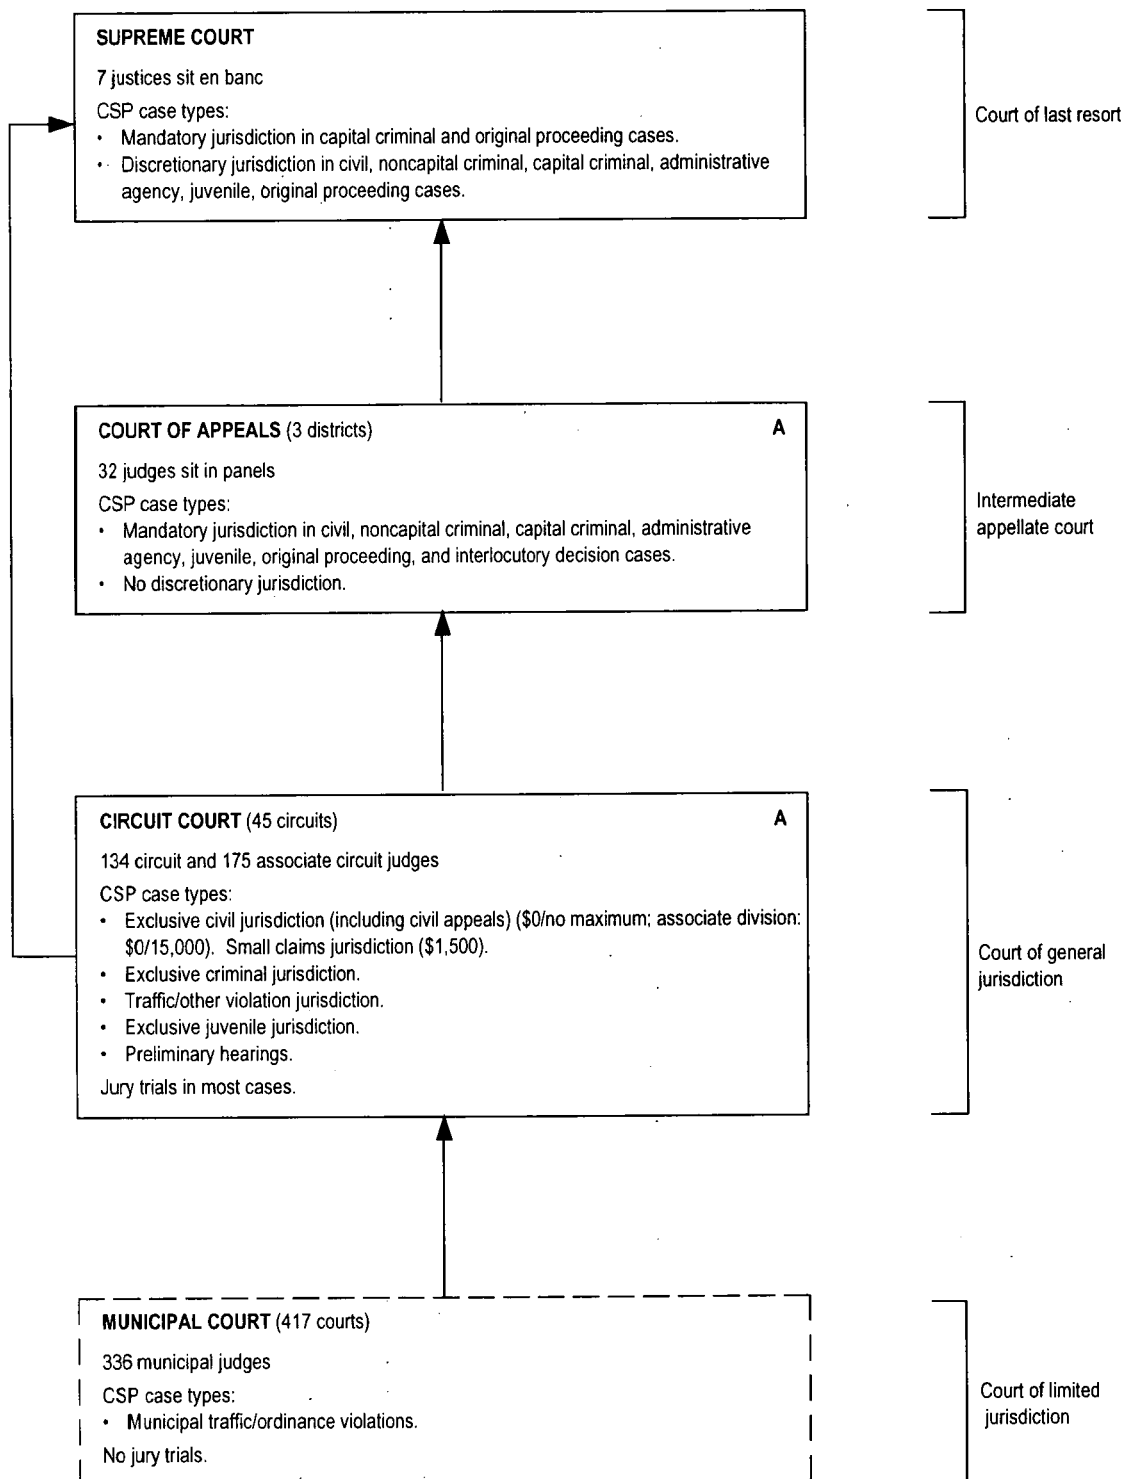 SUPREME COURT
7 justices sit en banc
CSP case types:
• Mandatory jurisdiction in capital criminal and original proceeding cases.
• Discretionary jurisdiction in civil, noncapital criminal, capital criminal, administrative
agency, juvenile, original proceeding cases.
Court of last resort
COURT OF APPEALS (3 districts) A
32 judges sit in panels
CSP case types:
• Mandatory jurisdiction in civil, noncapital criminal, capital criminal, administrative
agency, juvenile, original proceeding, and interlocutory decision cases.
• No discretionary jurisdiction.
Intermediate
appellate court
CIRCUIT COURT (45 circuits) A
134 circuit and 175 associate circuit judges
CSP case types:
• Exclusive civil jurisdiction (including civil appeals) ($0/no maximum; associate division:
$0/15,000). Small claims jurisdiction ($1,500).
• Exclusive criminal jurisdiction.
• Traffic/other violation jurisdiction.
• Exclusive juvenile jurisdiction.
• Preliminary hearings.
Jury trials in most cases.
Court of general
jurisdiction
MUNICIPAL COURT (417 courts)
336 municipal judges
CSP case types:
• Municipal traffic/ordinance violations.
No jury trials.
Court of limited
jurisdiction